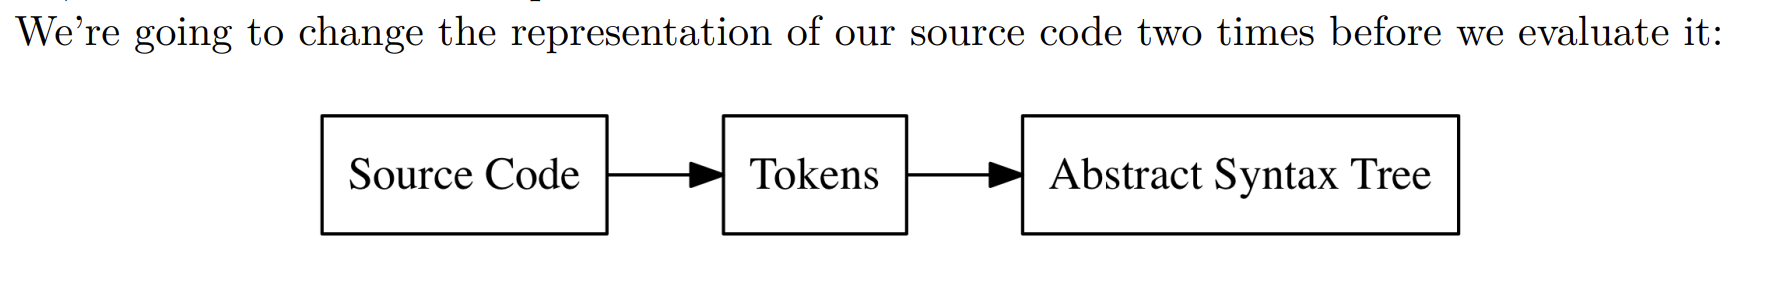 We're going to change the representation of our source code two times before we evaluate it:
Source Code
Tokens
Abstract Syntax Tree